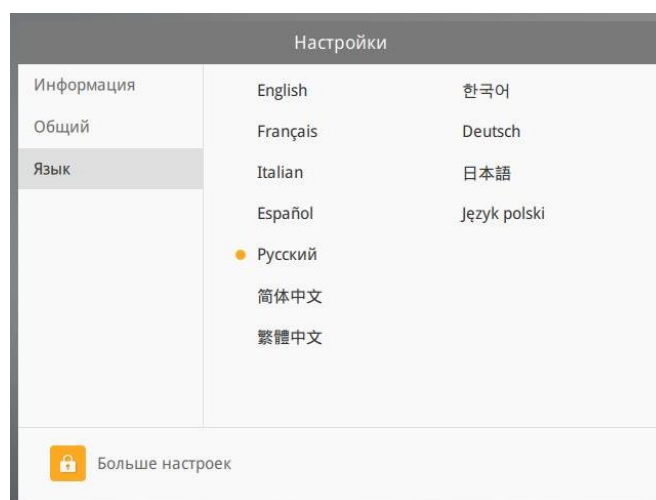 Настройки
Информация
Общий
Язык
English
Français
Italian
Español
Русский
简体中文
繁體中文
한국어
Deutsch
日本語
Język polski
Больше настроек